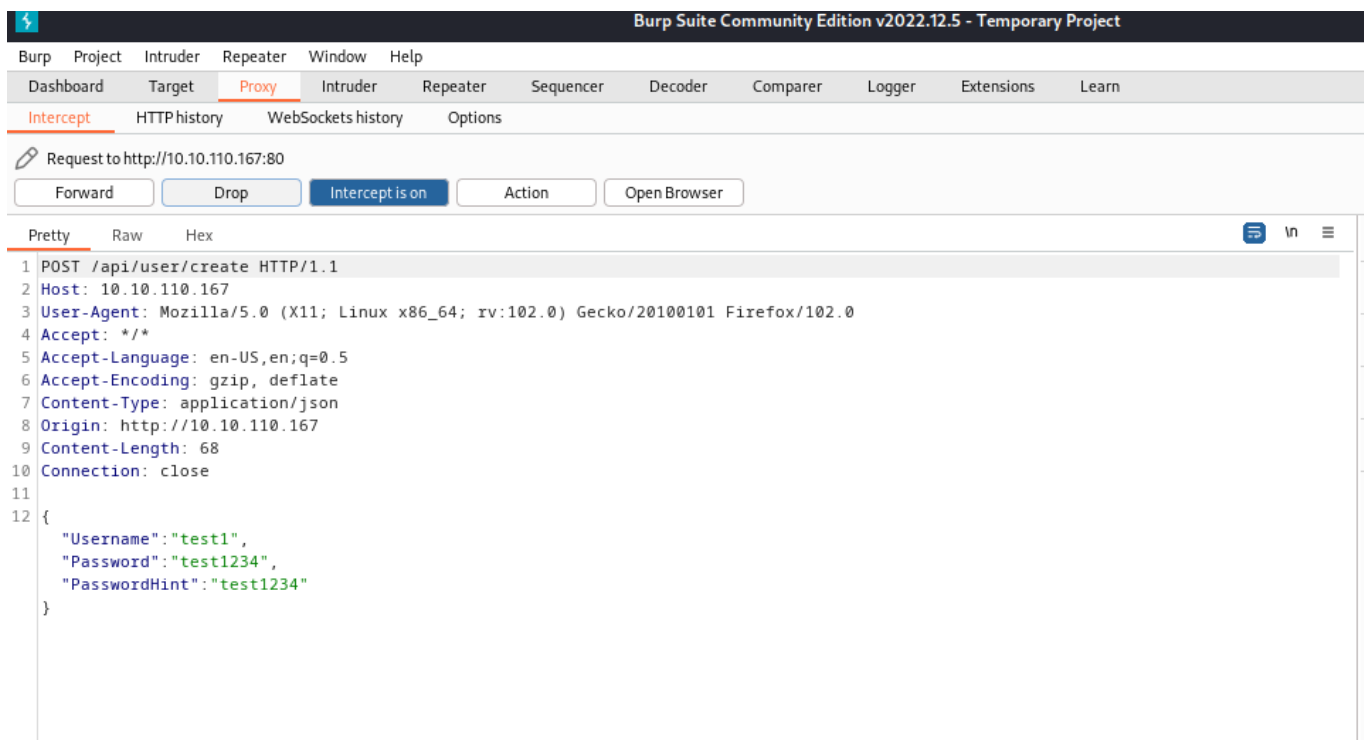 Burp Suite Community Edition v2022.12.5 - Temporary Project
Burp Project Intruder Repeater Window Help
Dashboard Target Proxy Intruder Repeater Sequencer Decoder Comparer Logger Extensions Learn
Intercept HTTP history WebSockets history Options
Request to http://10.10.110.167:80
Forward Drop Intercept is on Action Open Browser
Pretty Raw Hex \n
1 POST /api/user/create HTTP/1.1
2 Host: 10.10.110.167
3 User-Agent: Mozilla/5.0 (X11; Linux x86_64; rv:102.0) Gecko/20100101 Firefox/102.0
4 Accept: */*
5 Accept-Language: en-US,en;q=0.5
6 Accept-Encoding: gzip, deflate
7 Content-Type: application/json
8 Origin: http://10.10.110.167
9 Content-Length: 68
10 Connection: close
11
12 {
"Username":"test1",
"Password":"test1234",
"PasswordHint":"test1234"
}